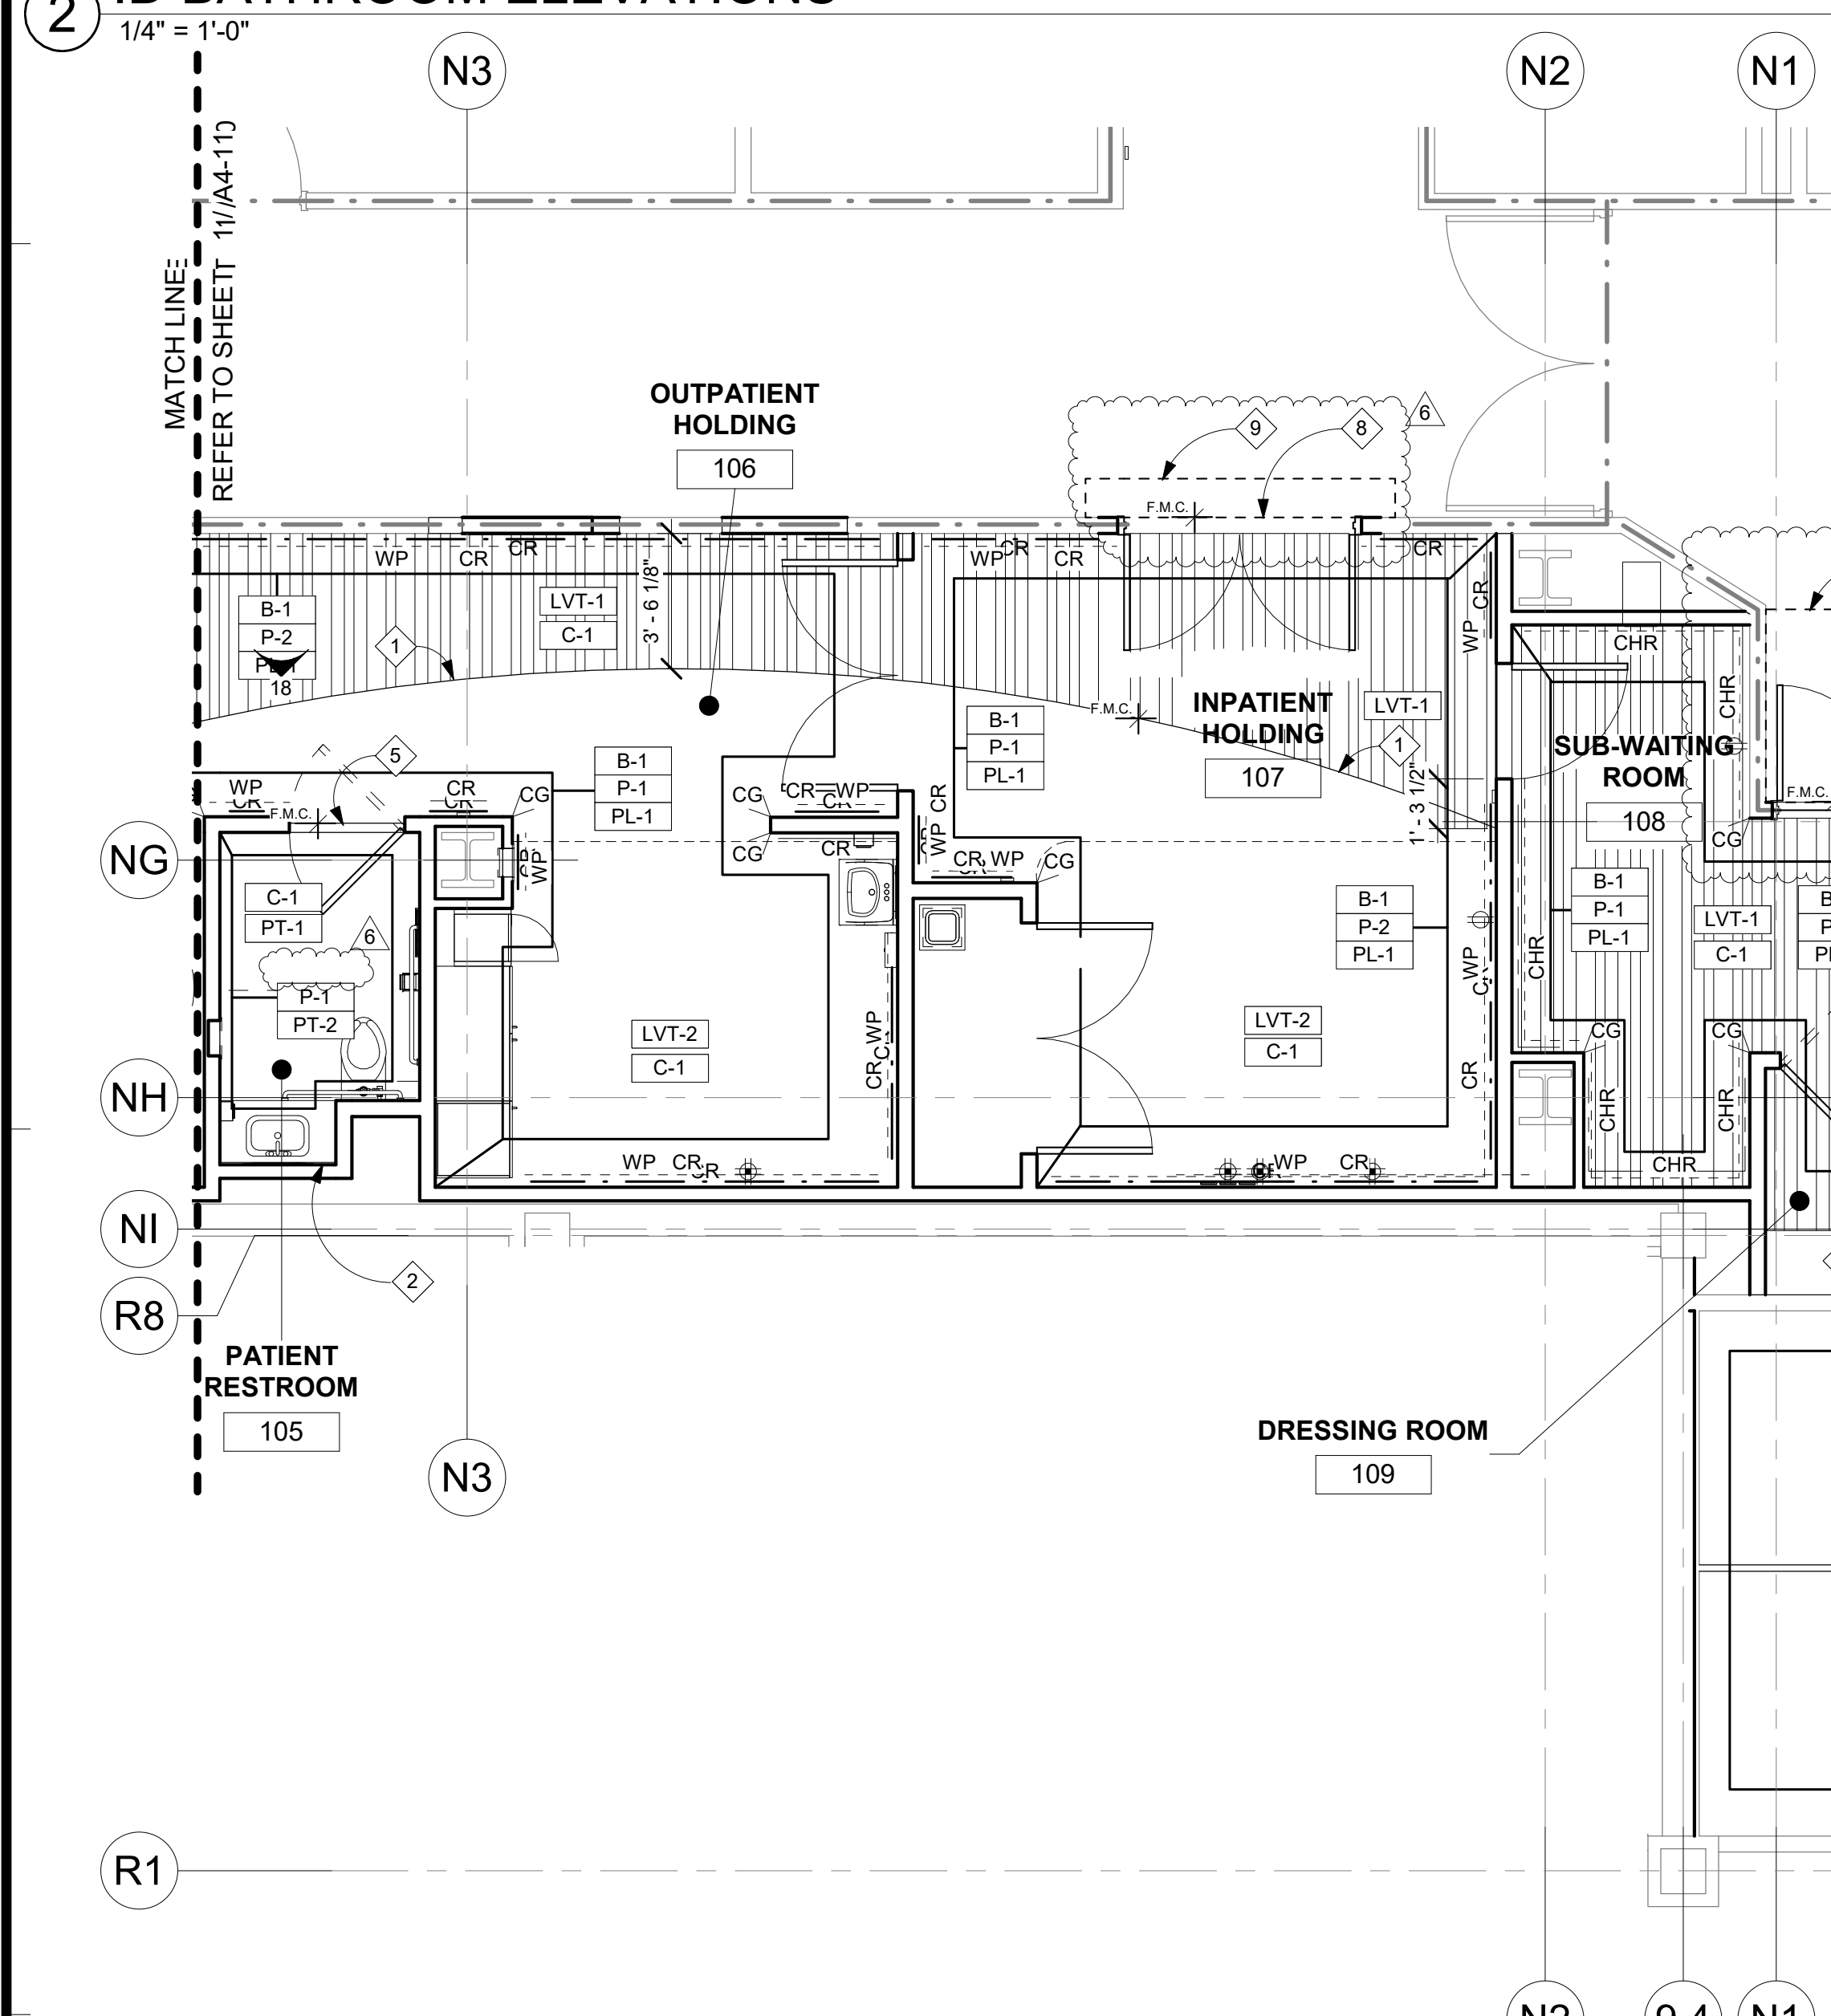 2
1/4" = 1'-0"
N3
N2
N1
MATCH LINE
REFER TO SHEET 11/A4-110
OUTPATIENT
HOLDING
106
9
8
6
F.M.C.
WP
CR
CR
WP
CR
CR
CR
B-1
P-2
18
1
LVT-1
C-1
3' - 6 1/8"
WP
CR
CHR
CHR
F.M.C.
B-1
P-1
PL-1
INPATIENT
HOLDING
107
LVT-1
1
1' - 3 1/2"
SUB-WAITING
ROOM
108
F.M.C.
5
B-1
P-1
PL-1
WP
CR
F.M.C.
CR
CR
CG
CG
CR
WP
CR
CG
CR
WP
CR
WP
CR
WP
CG
CG
NG
WP
C-1
PT-1
6
P-1
PT-2
B-1
P-2
PL-1
B-1
P-1
PL-1
LVT-1
C-1
CHR
WP
LVT-2
C-1
WP
CR
LVT-2
C-1
CR
CG
CG
NH
CHR
CHR
CHR
WP
CR
WP
CR
NI
2
R8
PATIENT
RESTROOM
105
N3
DRESSING ROOM
109
R1